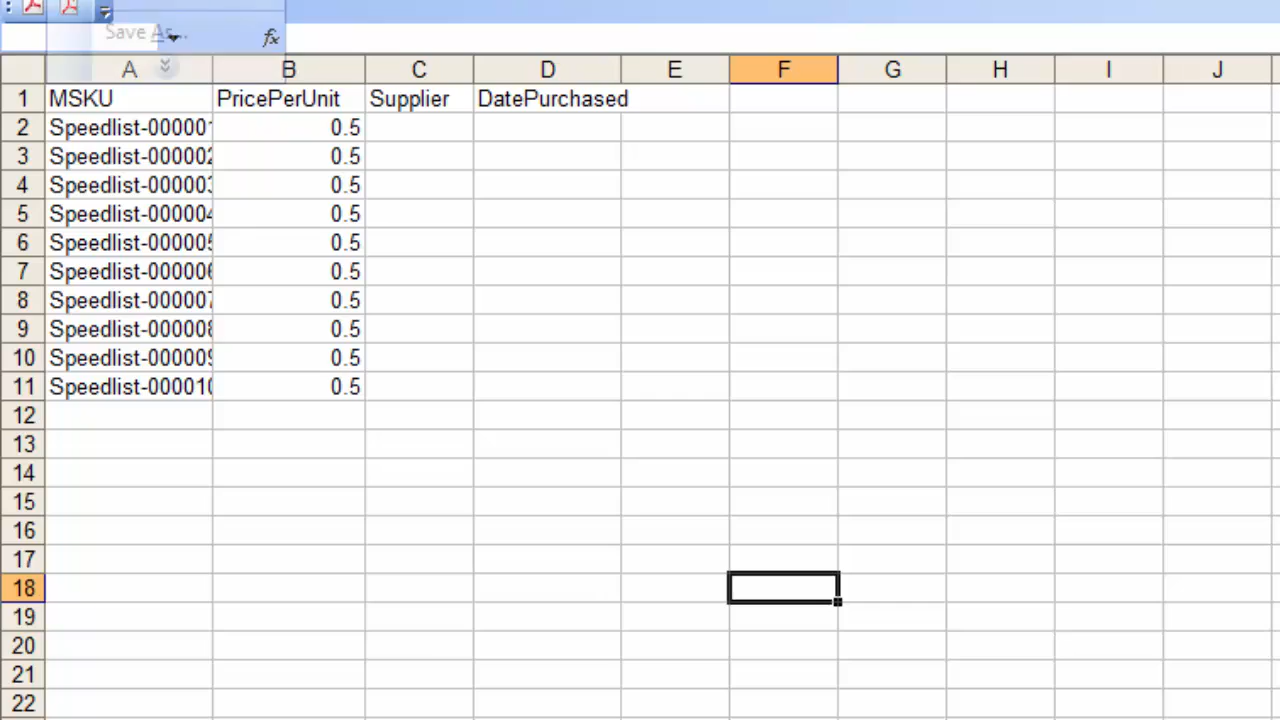 Save As...
fx
A B C D E F G H I J
1 MSKU PricePerUnit Supplier DatePurchased
2 Speedlist-000001 0.5
3 Speedlist-000002 0.5
4 Speedlist-000003 0.5
5 Speedlist-000004 0.5
6 Speedlist-000005 0.5
7 Speedlist-000006 0.5
8 Speedlist-000007 0.5
9 Speedlist-000008 0.5
10 Speedlist-000009 0.5
11 Speedlist-000010 0.5
12
13
14
15
16
17
18
19
20
21
22